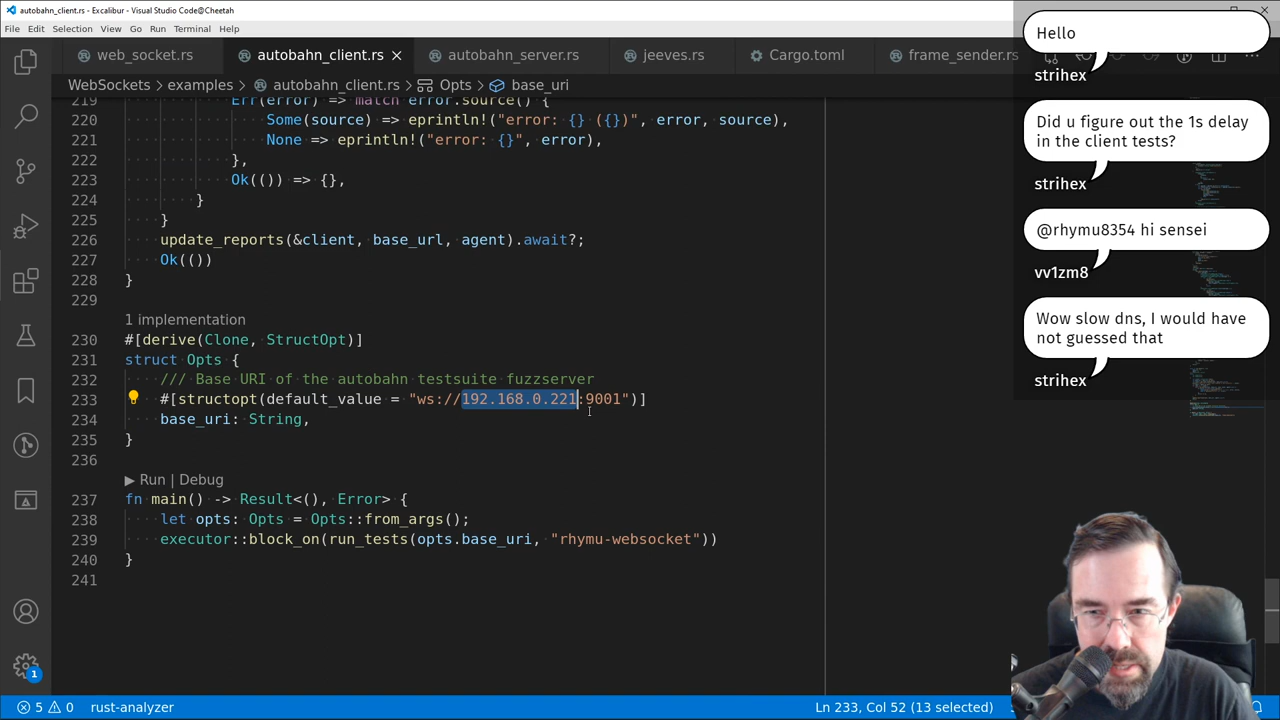 autobahn_client.rs - Excalibur - Visual Studio Code@Cheetah
File Edit Selection View Go Run Terminal Help
web_socket.rs autobahn_client.rs autobahn_server.rs jeeves.rs Cargo.toml frame_sender.rs
WebSockets > examples > autobahn_client.rs > Opts > base_uri
219 Err(error) => match error.source() {
220 Some(source) => eprintln!("error: {} ({})", error, source),
221 None => eprintln!("error: {}", error),
222 },
223 Ok(()) => {},
224 }
225 }
226 update_reports(&client, base_url, agent).await?;
227 Ok(())
228 }
229
1 implementation
230 #[derive(Clone, StructOpt)]
231 struct Opts {
232 /// Base URI of the autobahn testsuite fuzzserver
233 #[structopt(default_value = "ws://192.168.0.221:9001")]
234 base_uri: String,
235 }
236
▶ Run | Debug
237 fn main() -> Result<(), Error> {
238 let opts: Opts = Opts::from_args();
239 executor::block_on(run_tests(opts.base_uri, "rhymu-websocket"))
240 }
241
Hello
strihex
Did u figure out the 1s delay
in the client tests?
strihex
@rhymu8354 hi sensei
vv1zm8
Wow slow dns, I would have
not guessed that
strihex
1
5 0 rust-analyzer
Ln 233, Col 52 (13 selected)